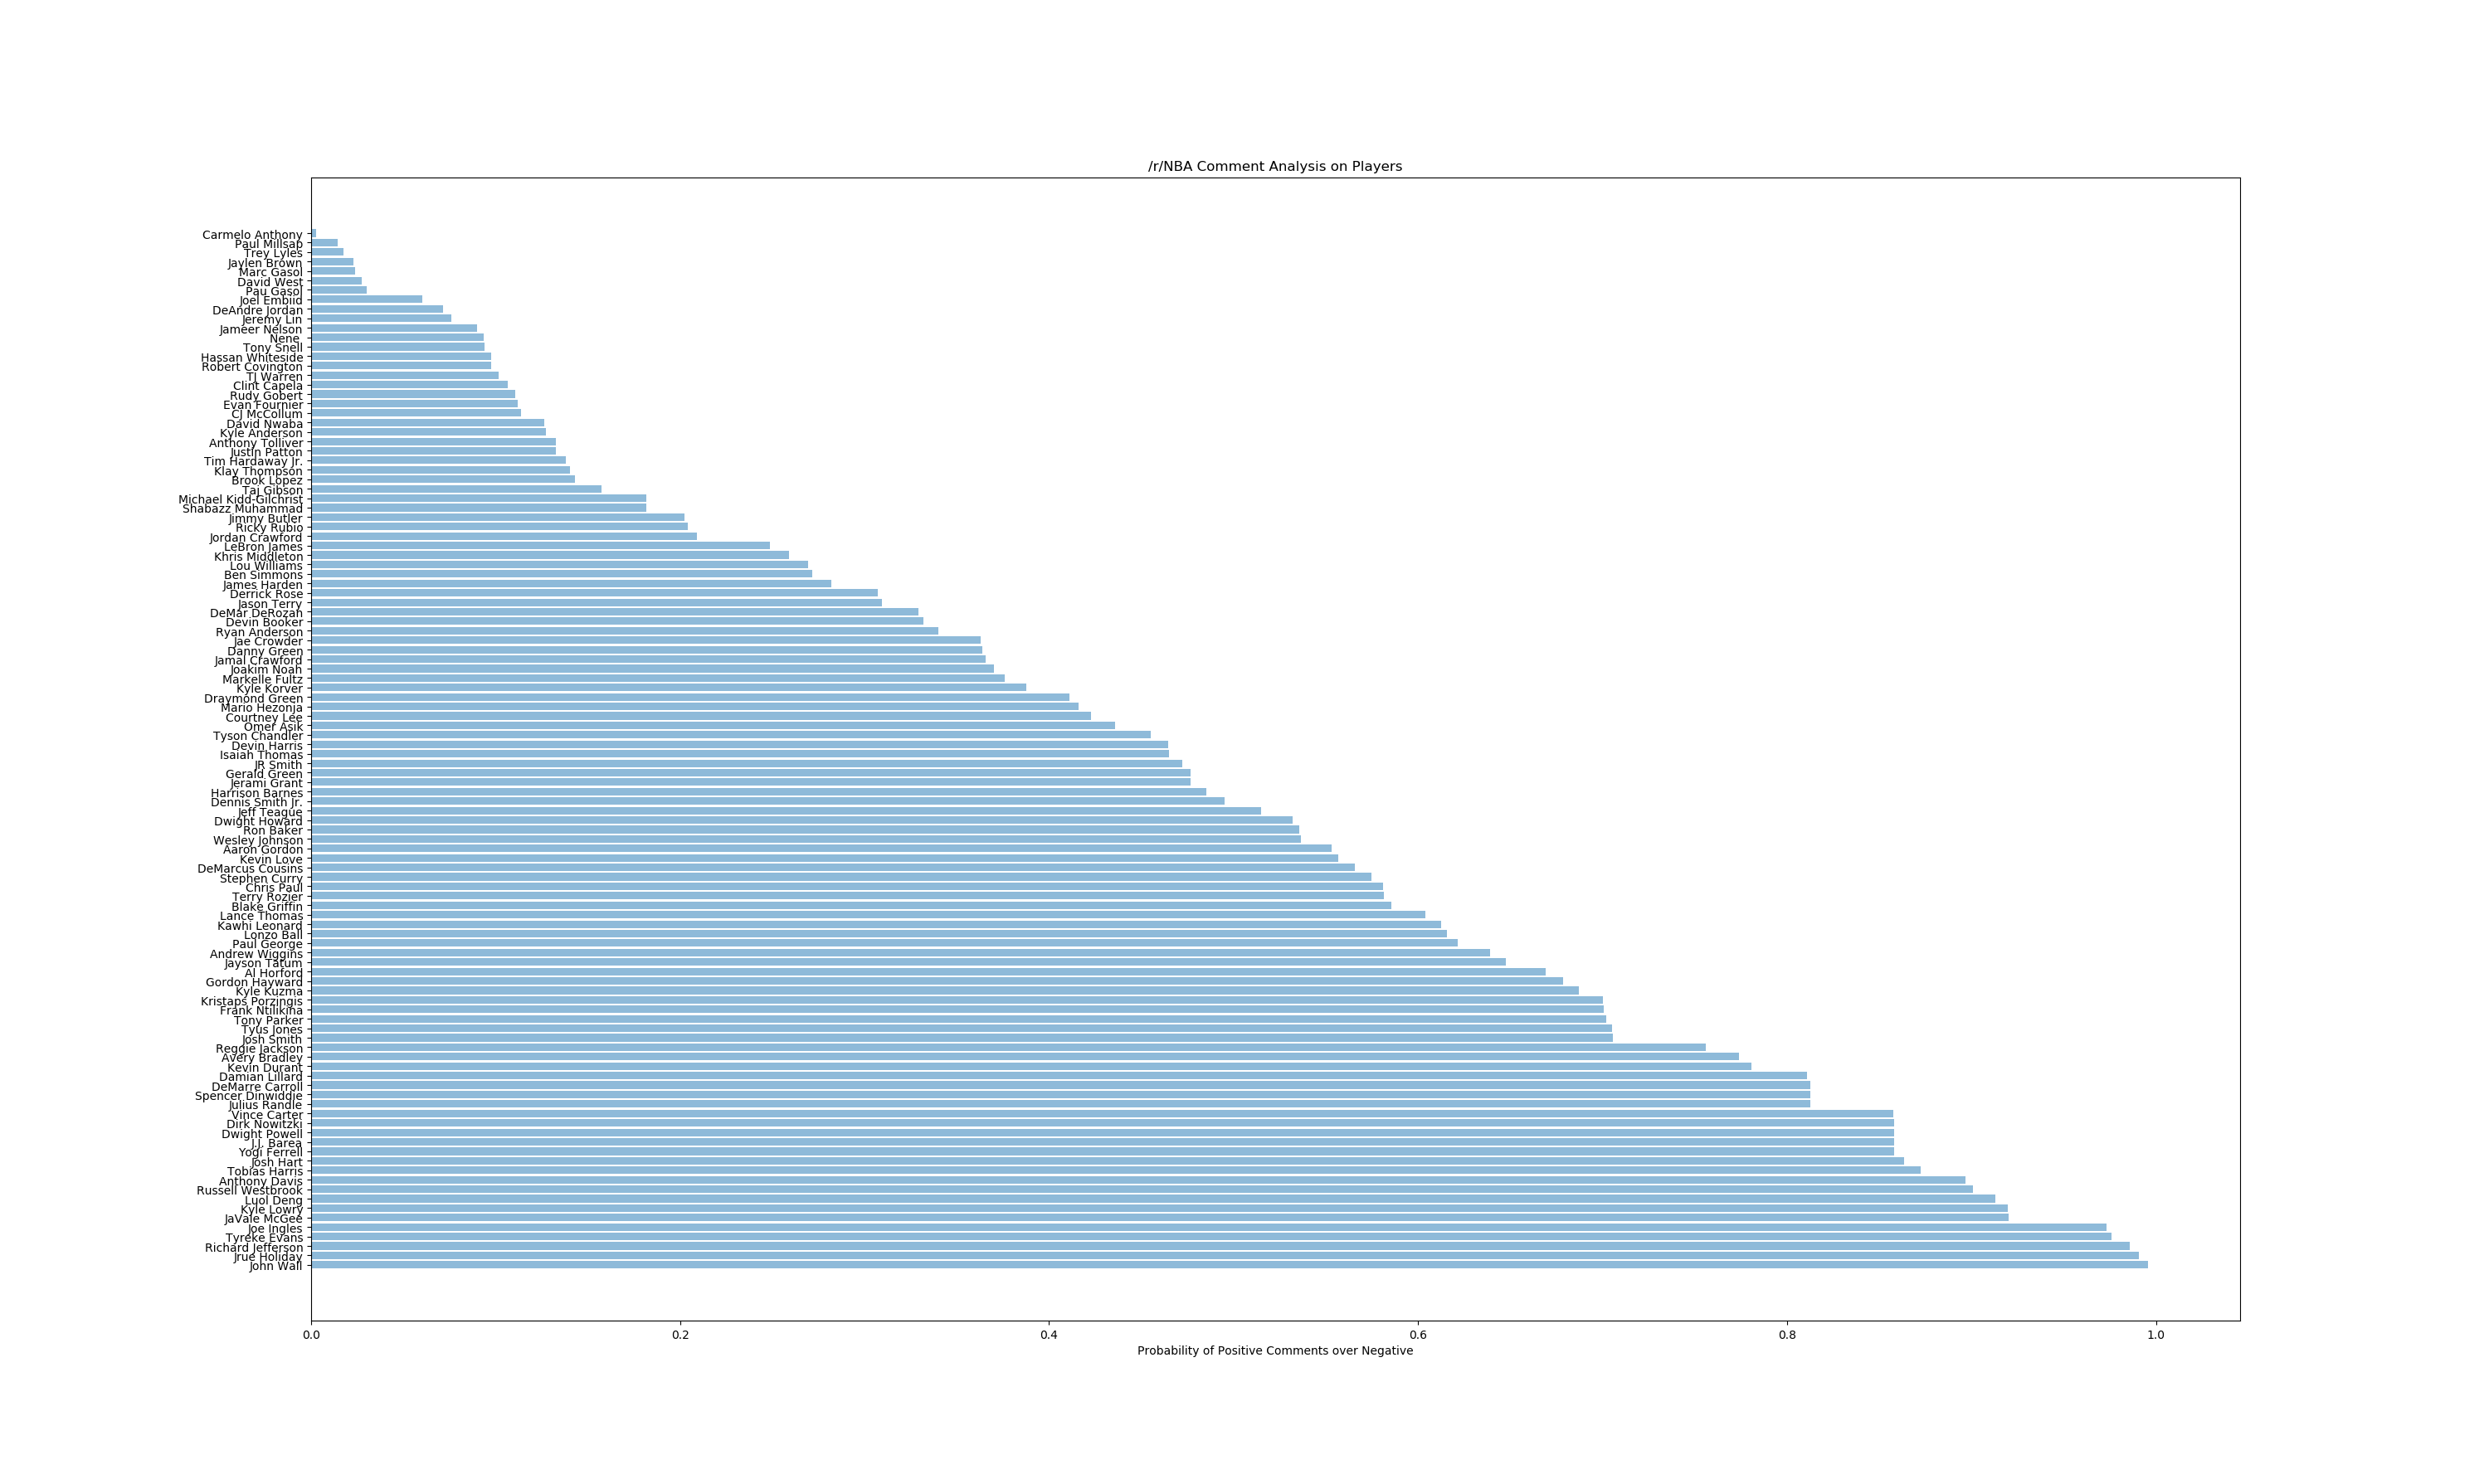 /r/NBA Comment Analysis on Players
Carmelo Anthony
Paul Millsap
Trey Lyles
Jaylen Brown
Marc Gasol
David West
Pau Gasol
Joel Embiid
DeAndre Jordan
Jeremy Lin
Jameer Nelson
Nene
Tony Snell
Hassan Whiteside
Robert Covington
TJ Warren
Clint Capela
Rudy Gobert
Evan Fournier
CJ McCollum
David Nwaba
Kyle Anderson
Anthony Tolliver
Justin Patton
Tim Hardaway Jr.
Klay Thompson
Brook Lopez
Taj Gibson
Michael Kidd-Gilchrist
Shabazz Muhammad
Jimmy Butler
Ricky Rubio
Jordan Crawford
LeBron James
Khris Middleton
Lou Williams
Ben Simmons
James Harden
Derrick Rose
Jason Terry
DeMar DeRozan
Devin Booker
Ryan Anderson
Jae Crowder
Danny Green
Jamal Crawford
Joakim Noah
Markelle Fultz
Kyle Korver
Draymond Green
Mario Hezonja
Courtney Lee
Omer Asik
Tyson Chandler
Devin Harris
Isaiah Thomas
JR Smith
Gerald Green
Jerami Grant
Harrison Barnes
Dennis Smith Jr.
Jeff Teague
Dwight Howard
Ron Baker
Wesley Johnson
Aaron Gordon
Kevin Love
DeMarcus Cousins
Stephen Curry
Chris Paul
Terry Rozier
Blake Griffin
Lance Thomas
Kawhi Leonard
Lonzo Ball
Paul George
Andrew Wiggins
Jayson Tatum
Al Horford
Gordon Hayward
Kyle Kuzma
Kristaps Porzingis
Frank Ntilikina
Tony Parker
Tyus Jones
Josh Smith
Reggie Jackson
Avery Bradley
Kevin Durant
Damian Lillard
DeMarre Carroll
Spencer Dinwiddie
Julius Randle
Vince Carter
Dirk Nowitzki
Dwight Powell
J.J. Barea
Yogi Ferrell
Josh Hart
Tobias Harris
Anthony Davis
Russell Westbrook
Luol Deng
Kyle Lowry
JaVale McGee
Joe Ingles
Tyreke Evans
Richard Jefferson
Jrue Holiday
John Wall
0.0 0.2 0.4 0.6 0.8 1.0
Probability of Positive Comments over Negative